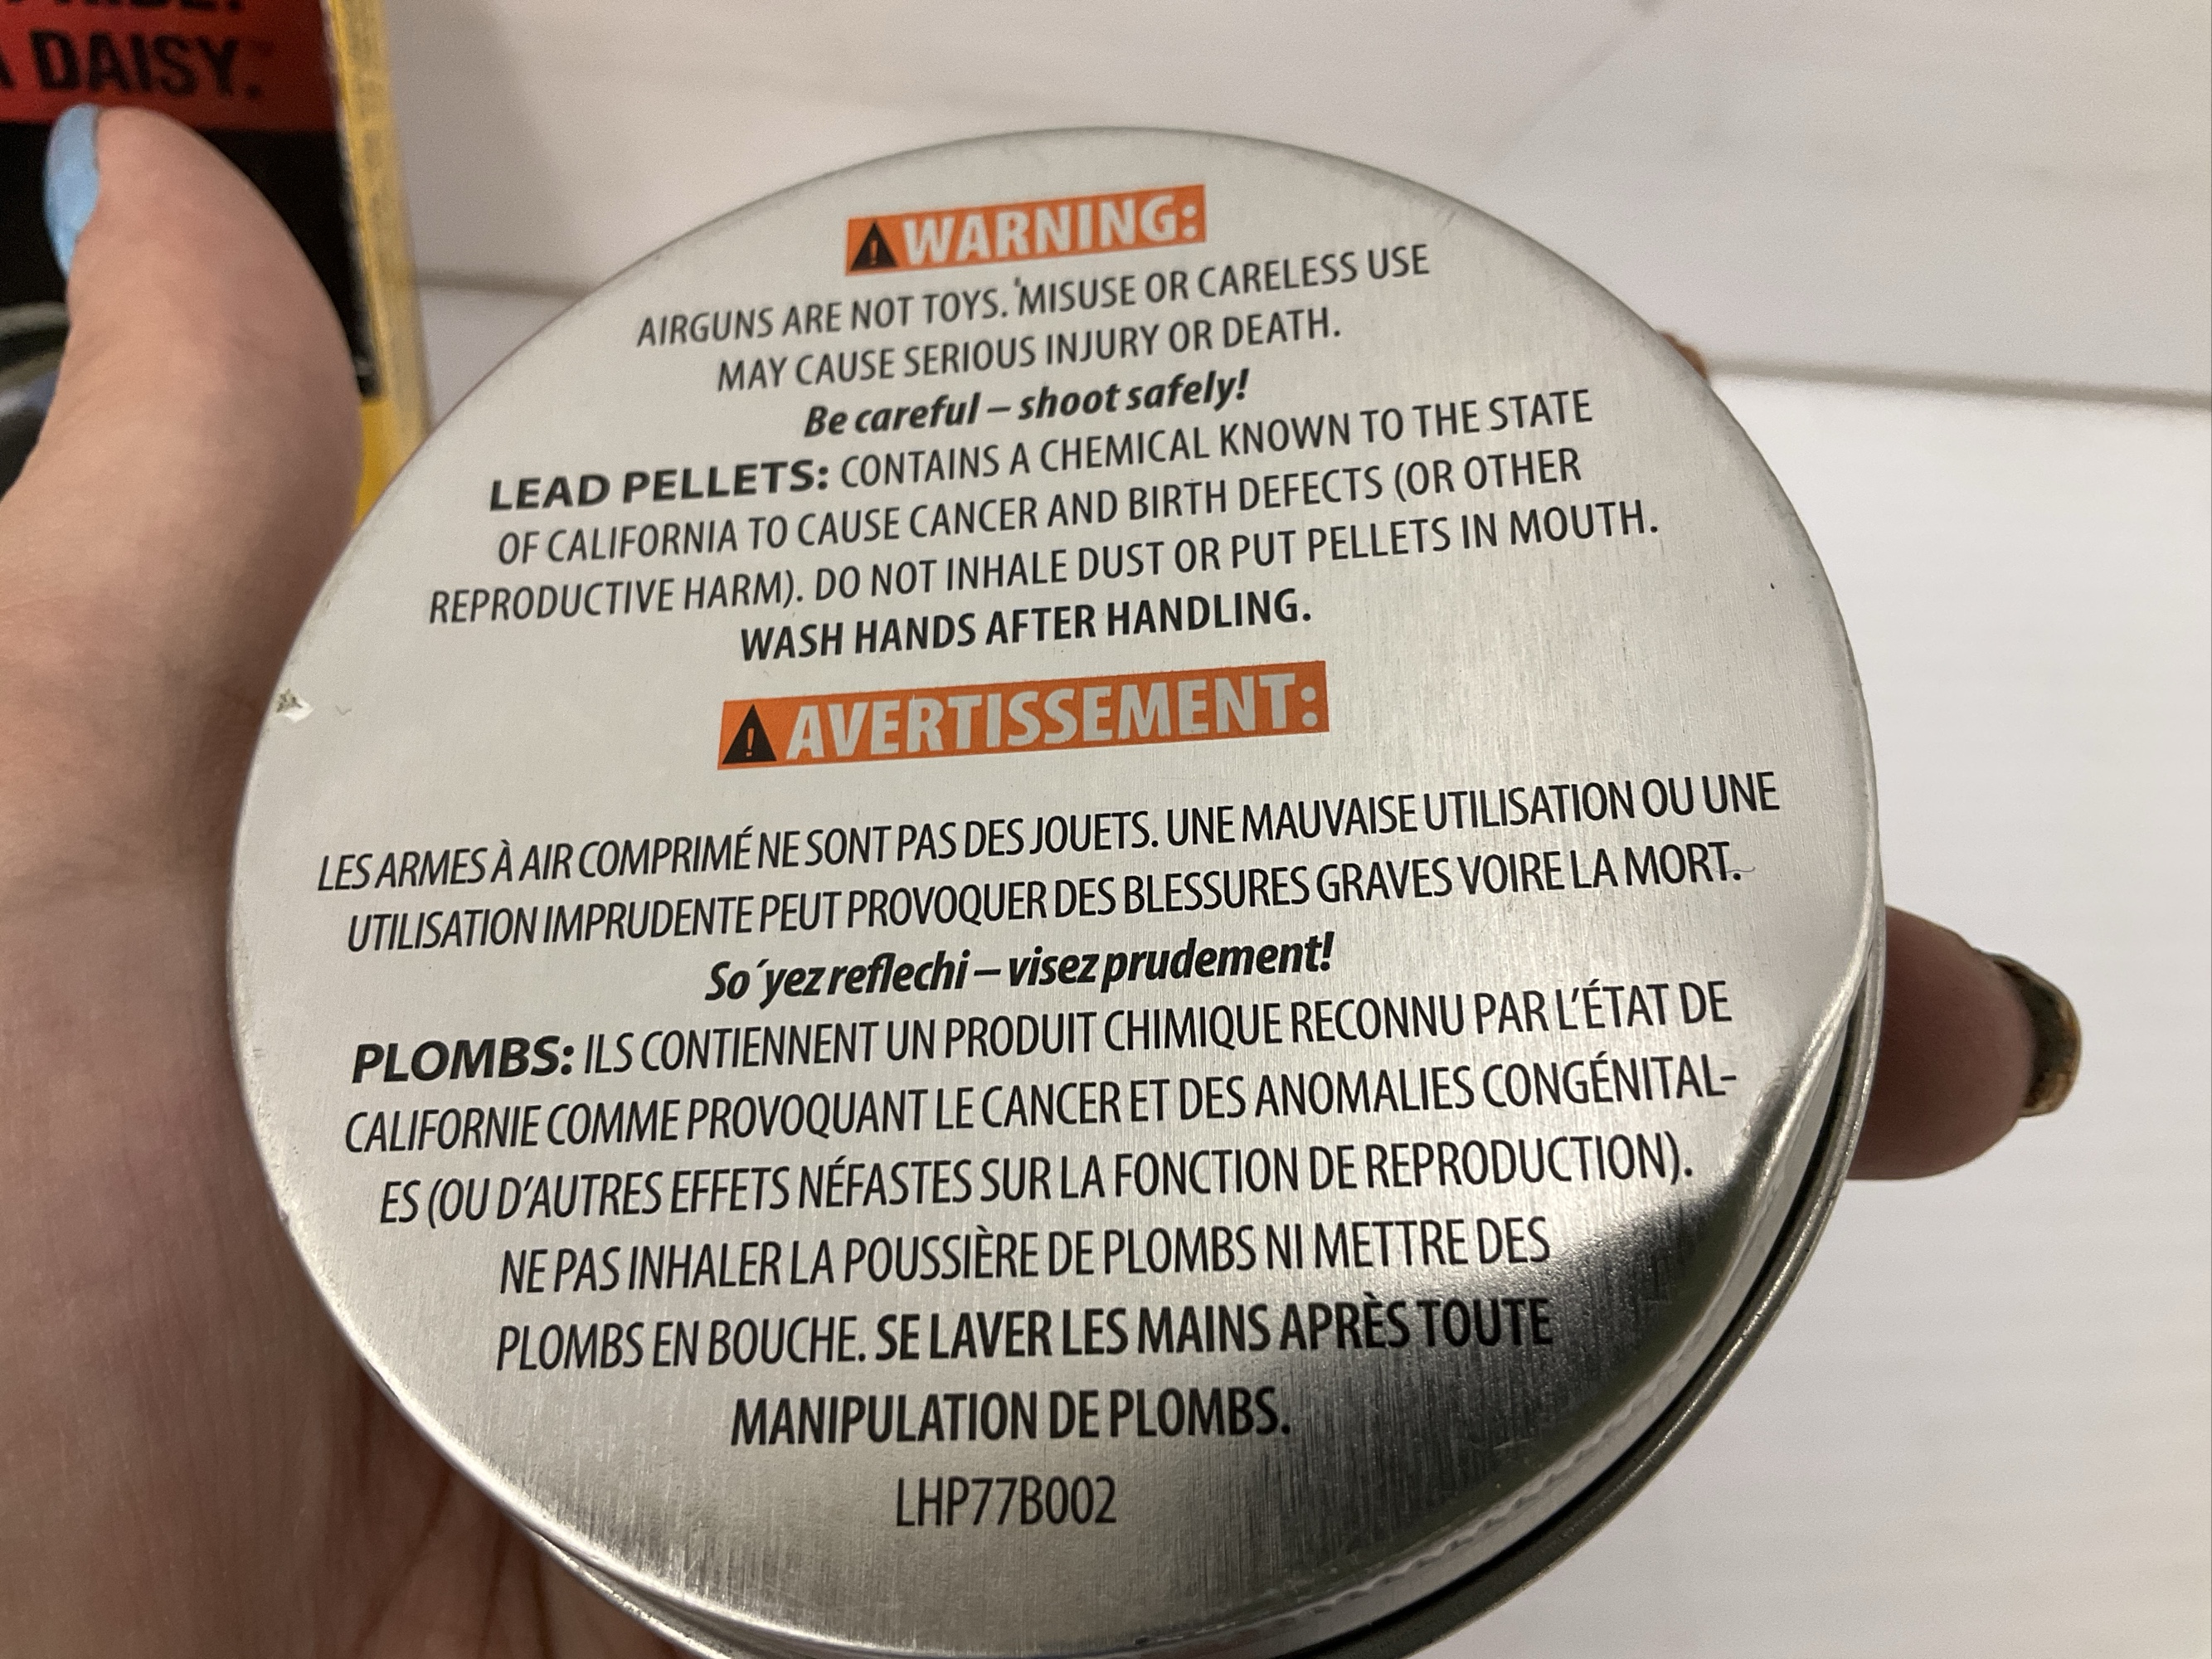 A DAISY.
WARNING:
AIRGUNS ARE NOT TOYS. MISUSE OR CARELESS USE
MAY CAUSE SERIOUS INJURY OR DEATH.
Be careful – shoot safely!
LEAD PELLETS: CONTAINS A CHEMICAL KNOWN TO THE STATE
OF CALIFORNIA TO CAUSE CANCER AND BIRTH DEFECTS (OR OTHER
REPRODUCTIVE HARM). DO NOT INHALE DUST OR PUT PELLETS IN MOUTH.
WASH HANDS AFTER HANDLING.
AVERTISSEMENT:
LES ARMES À AIR COMPRIMÉ NE SONT PAS DES JOUETS. UNE MAUVAISE UTILISATION OU UNE
UTILISATION IMPRUDENTE PEUT PROVOQUER DES BLESSURES GRAVES VOIRE LA MORT.
So´yez reflechi – visez prudement!
PLOMBS: ILS CONTIENNENT UN PRODUIT CHIMIQUE RECONNU PAR L'ÉTAT DE
CALIFORNIE COMME PROVOQUANT LE CANCER ET DES ANOMALIES CONGÉNITAL-
ES (OU D'AUTRES EFFETS NÉFASTES SUR LA FONCTION DE REPRODUCTION).
NE PAS INHALER LA POUSSIÈRE DE PLOMBS NI METTRE DES
PLOMBS EN BOUCHE. SE LAVER LES MAINS APRÈS TOUTE
MANIPULATION DE PLOMBS.
LHP77B002